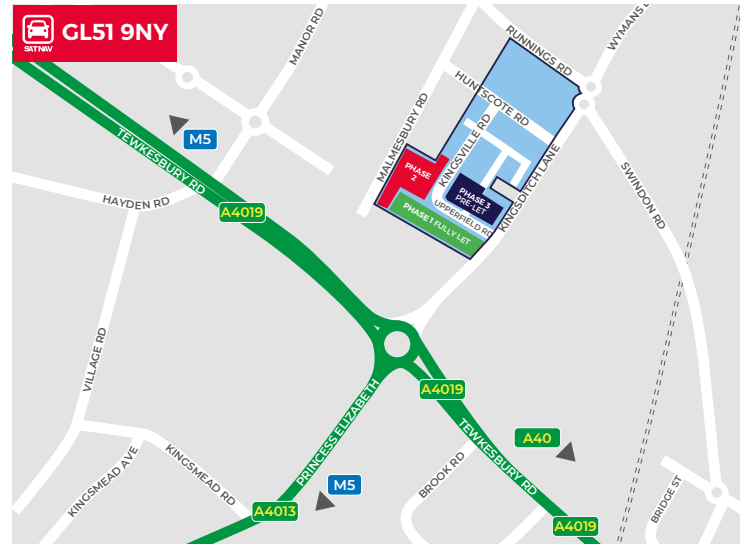 GL51 9NY
SAT NAV
MANOR RD
RUNNINGS RD
WYMANS
HUNTSCOTE RD
MALMESBURY RD
KINGSVILLE RD
M5
TEWKESBURY RD
PHASE
2
PHASE 3
PRE-LET
KINGSDITCH LANE
SWINDON RD
HAYDEN RD
A4019
UPPERFIELD RD
PHASE 1 FULLY LET
VILLAGE RD
PRINCESS ELIZABETH
A4019
TEWKESBURY RD
A40
KINGSMEAD AVE
KINGSMEAD RD
BROOK RD
M5
A4013
BRIDGE ST
A4019